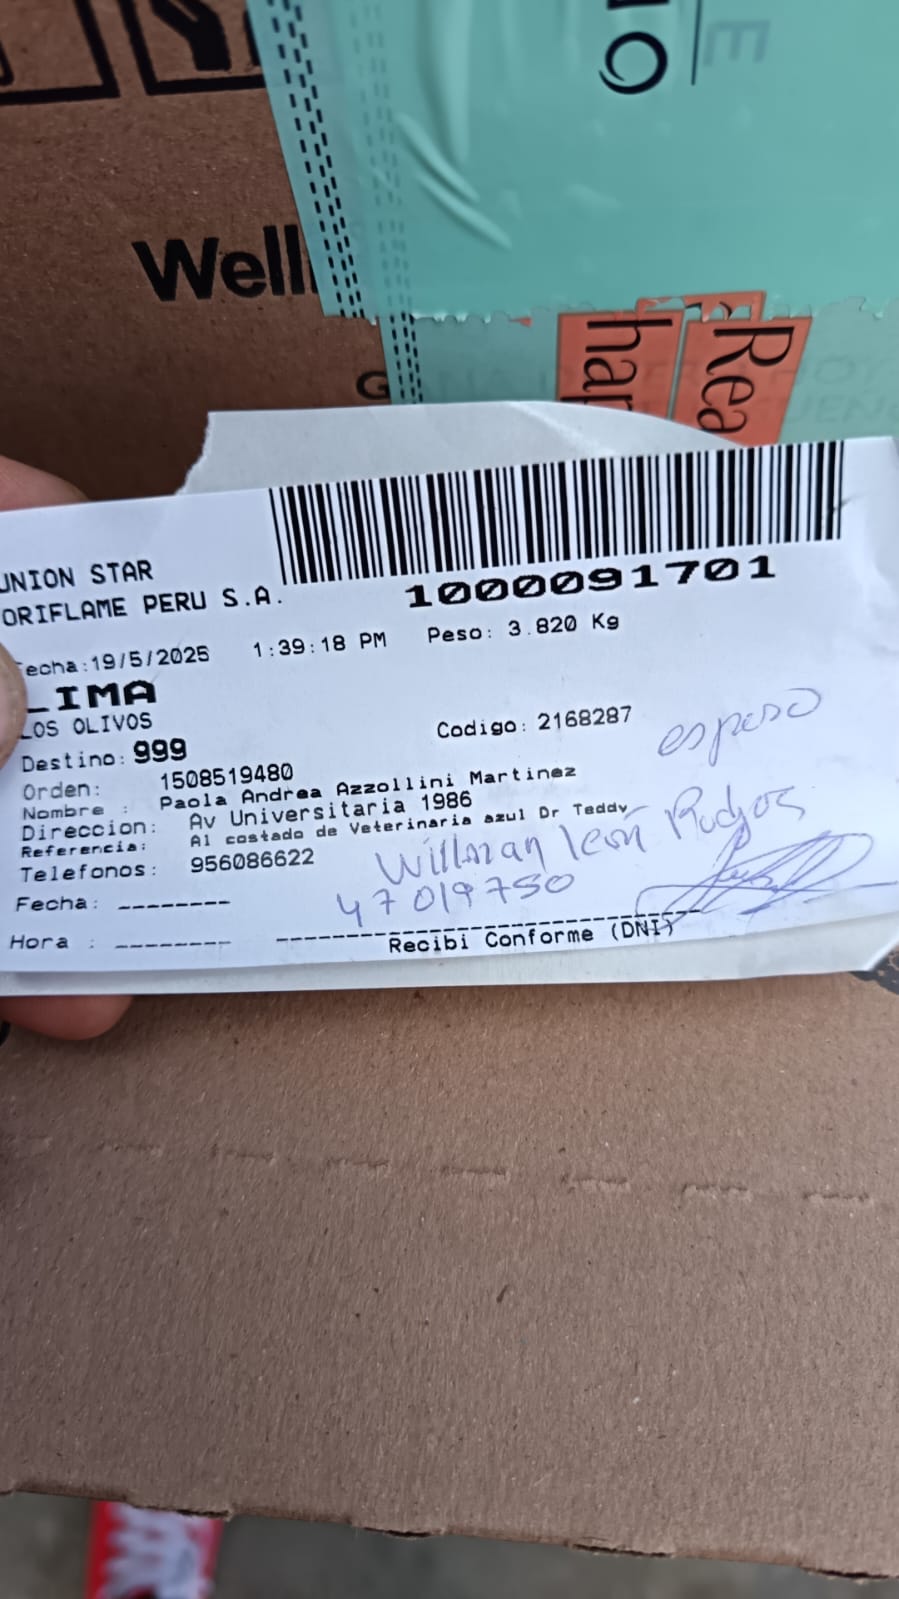 Well
G
Rea
hap
UNION STAR
ORIFLAME PERU S.A.
1000091701
Fecha:19/5/2025 1:39:18 PM Peso: 3.820 Kg
LIMA
LOS OLIVOS
Destino: 999 Codigo: 2168287
Orden: 1508519480
Nombre : Paola Andrea Azzollini Martinez
Direccion: Av Universitaria 1986
Referencia: Al costado de Veterinaria azul Dr Teddy
Telefonos: 956086622
esposo
Willman león
47019750
Fecha: --------
Hora : --------
Recibi Conforme (DNI)